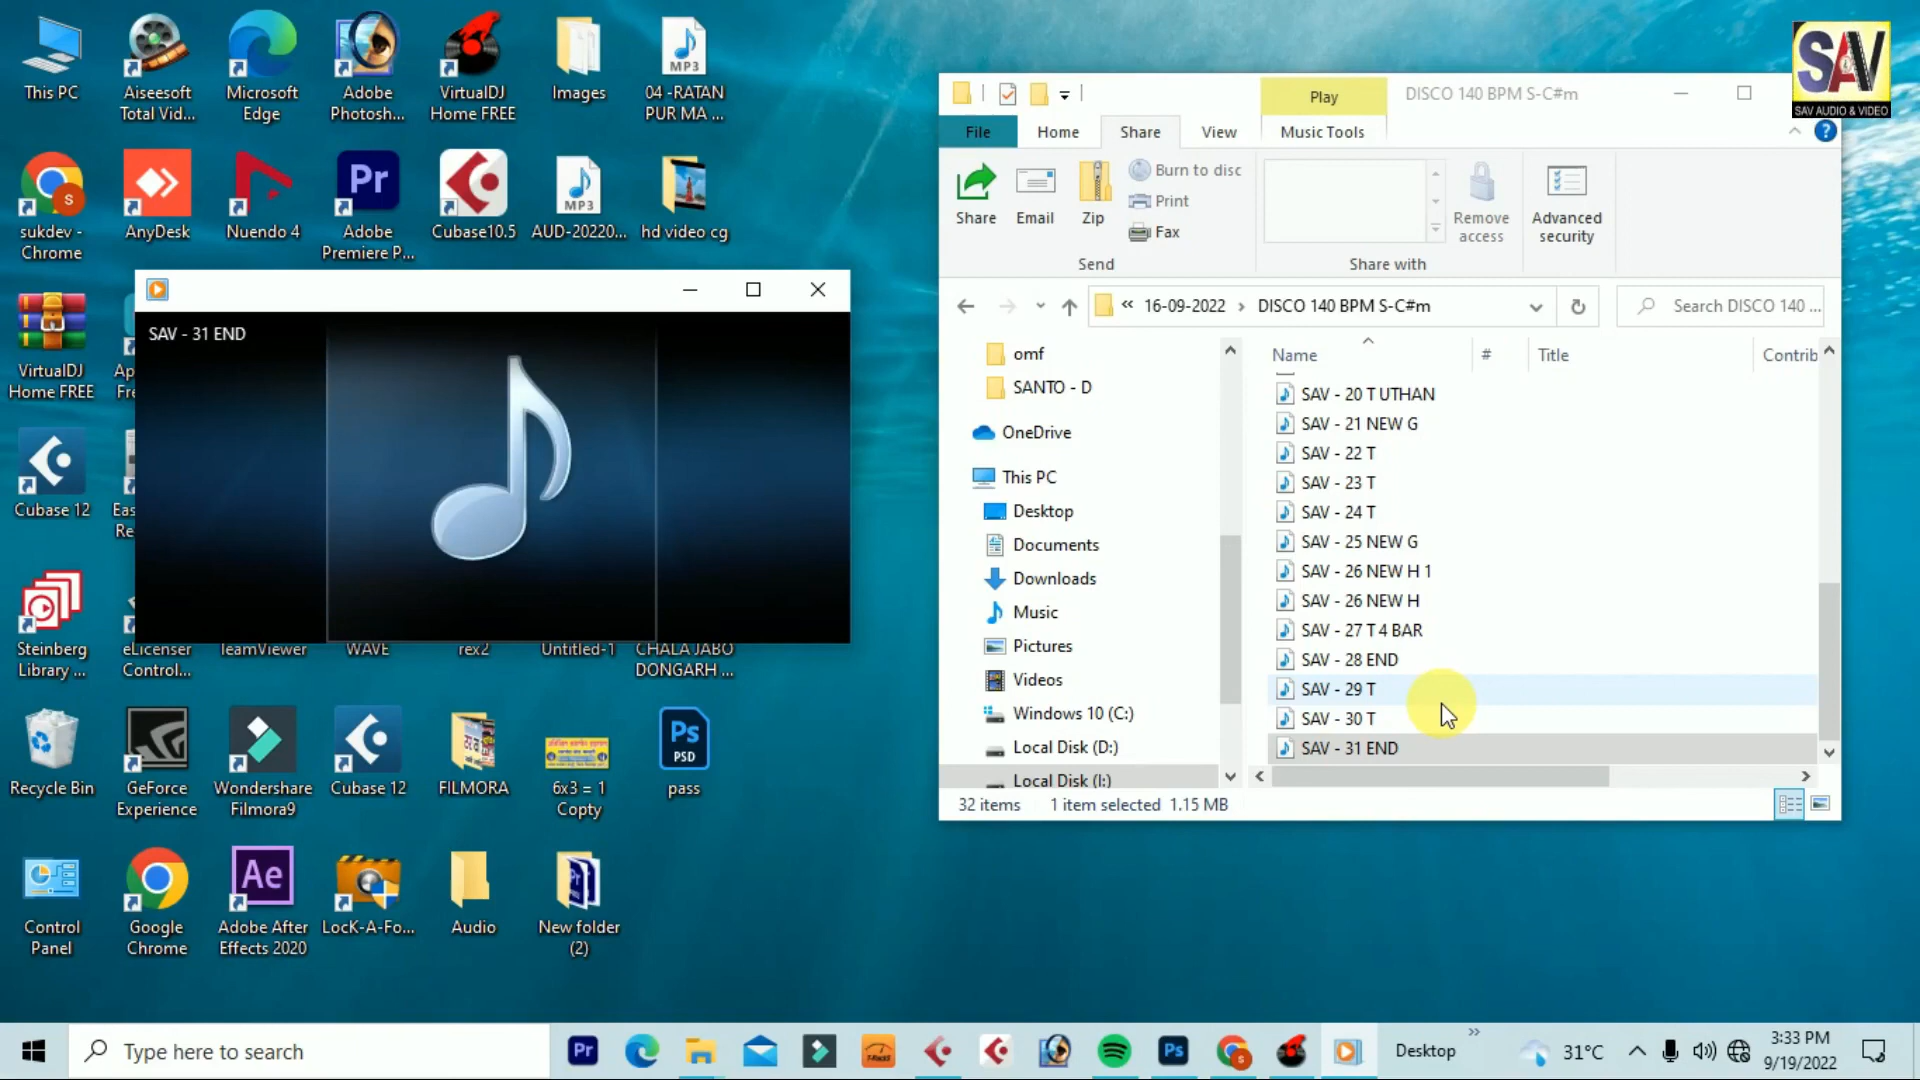 This PC
Aiseesoft
Total Vid...
Microsoft
Edge
Adobe
Photosh...
VirtualDJ
Home FREE
Images
MP3
04 -RATAN
PUR MA ...
sukdev -
Chrome
AnyDesk
Nuendo 4
Pr
Adobe
Premiere P...
Cubase10.5
MP3
AUD-20220...
hd video cg
VirtualDJ
Home FREE
Cubase 12
SAV - 31 END
Steinberg
Library ...
eLicenser
Control...
TeamViewer
WAVE
rex2
Untitled-1
CHALA JABO
DONGARH ...
Recycle Bin
GeForce
Experience
Wondershare
Filmora9
Cubase 12
FILMORA
6x3 = 1
Copty
Ps
PSD
pass
Control
Panel
Google
Chrome
Ae
Adobe After
Effects 2020
LocK-A-Fo...
Audio
Pr
New folder
(2)
Play
DISCO 140 BPM S-C#m
File
Home
Share
View
Music Tools
Share
Email
Zip
Burn to disc
Print
Fax
Send
Remove
access
Share with
Advanced
security
« 16-09-2022 › DISCO 140 BPM S-C#m
Search DISCO 140 ...
omf
SANTO - D
OneDrive
This PC
Desktop
Documents
Downloads
Music
Pictures
Videos
Windows 10 (C:)
Local Disk (D:)
Local Disk (I:)
Name
#
Title
Contrib
SAV - 20 T UTHAN
SAV - 21 NEW G
SAV - 22 T
SAV - 23 T
SAV - 24 T
SAV - 25 NEW G
SAV - 26 NEW H 1
SAV - 26 NEW H
SAV - 27 T 4 BAR
SAV - 28 END
SAV - 29 T
SAV - 30 T
SAV - 31 END
32 items
1 item selected 1.15 MB
SAV
SAV AUDIO & VIDEO
Type here to search
Pr
Ps
Desktop
31°C
3:33 PM
9/19/2022